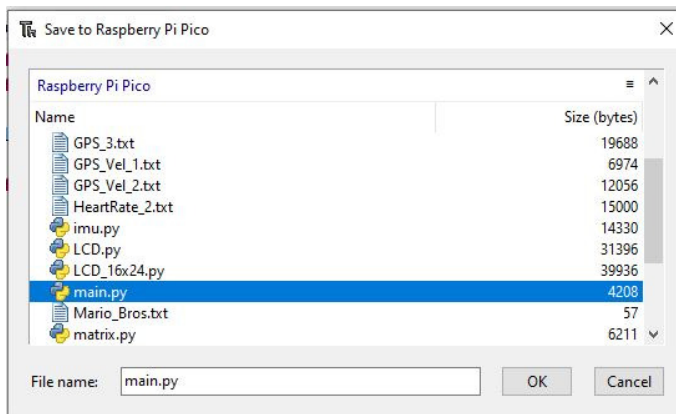 Save to Raspberry Pi Pico
Raspberry Pi Pico
Name Size (bytes)
GPS_3.txt 19688
GPS_Vel_1.txt 6974
GPS_Vel_2.txt 12056
HeartRate_2.txt 15000
imu.py 14330
LCD.py 31396
LCD_16x24.py 39936
main.py 4208
Mario_Bros.txt 57
matrix.py 6211
File name: main.py OK Cancel